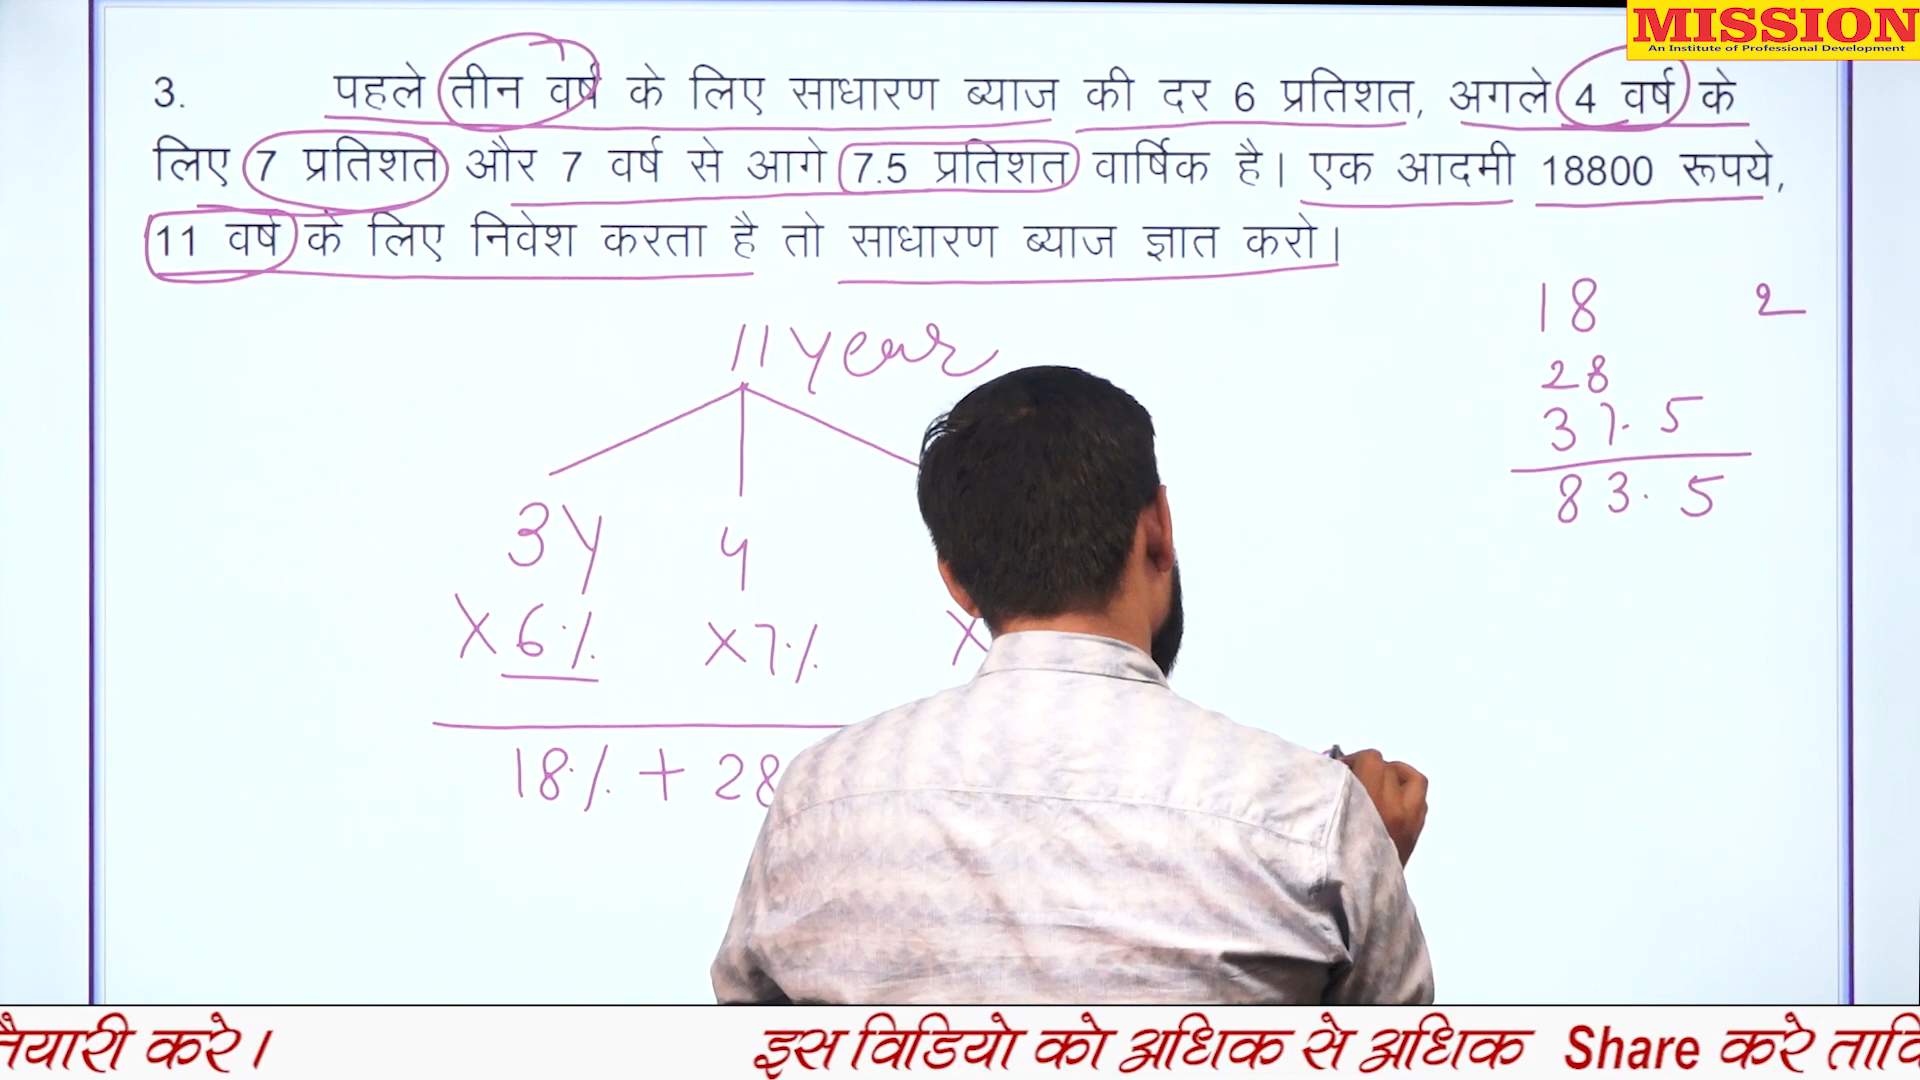 MISSION
An Institute of Professional Development
3. पहले तीन वर्ष के लिए साधारण ब्याज की दर 6 प्रतिशत, अगले 4 वर्ष के
लिए 7 प्रतिशत और 7 वर्ष से आगे 7.5 प्रतिशत वार्षिक है। एक आदमी 18800 रूपये,
11 वर्ष के लिए निवेश करता है तो साधारण ब्याज ज्ञात करो।
18 2
28
37.5
83.5
11 year
3y 4
×6% ×7% ×
18% + 28
तैयारी करे।
इस विडियो को अधिक से अधिक Share करे